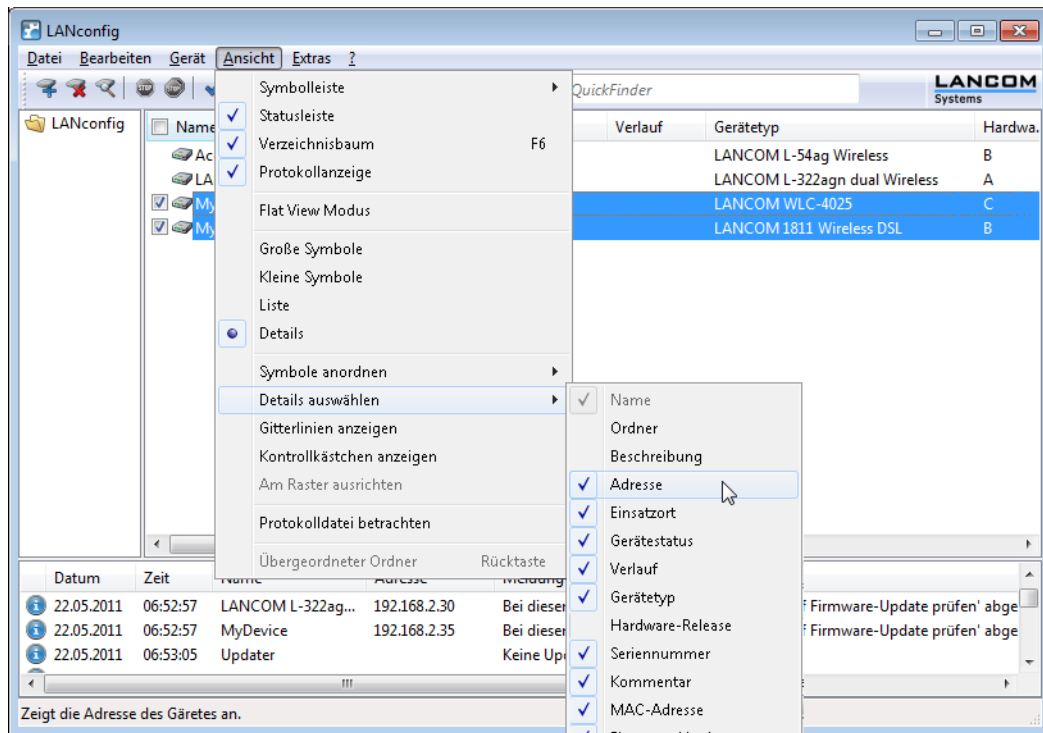 LANconfig
Datei Bearbeiten Gerät Ansicht Extras ?
QuickFinder
LANCOM
Systems
LANconfig
Name
Verlauf Gerätetyp Hardwa.
LANCOM L-54ag Wireless B
LANCOM L-322agn dual Wireless A
LANCOM WLC-4025 C
LANCOM 1811 Wireless DSL B
Symbolleiste
Statusleiste
Verzeichnisbaum F6
Protokollanzeige
Flat View Modus
Große Symbole
Kleine Symbole
Liste
Details
Symbole anordnen
Details auswählen
Gitterlinien anzeigen
Kontrollkästchen anzeigen
Am Raster ausrichten
Protokolldatei betrachten
Übergeordneter Ordner Rücktaste
Name
Ordner
Beschreibung
Adresse
Einsatzort
Gerätestatus
Verlauf
Gerätetyp
Hardware-Release
Seriennummer
Kommentar
MAC-Adresse
Datum Zeit Name Adresse Meldung
22.05.2011 06:52:57 LANCOM L-322ag... 192.168.2.30 Bei dieser Firmware-Update prüfen' abge
22.05.2011 06:52:57 MyDevice 192.168.2.35 Bei dieser Firmware-Update prüfen' abge
22.05.2011 06:53:05 Updater Keine
Zeigt die Adresse des Gäretes an.